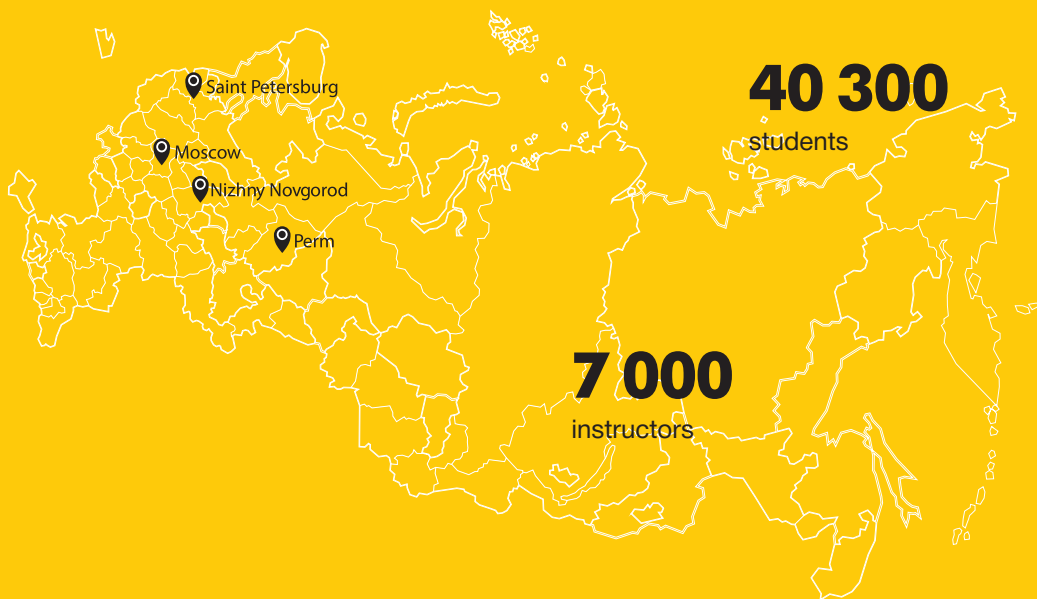 40 300
students
Saint Petersburg
Moscow
Nizhny Novgorod
Perm
7 000
instructors